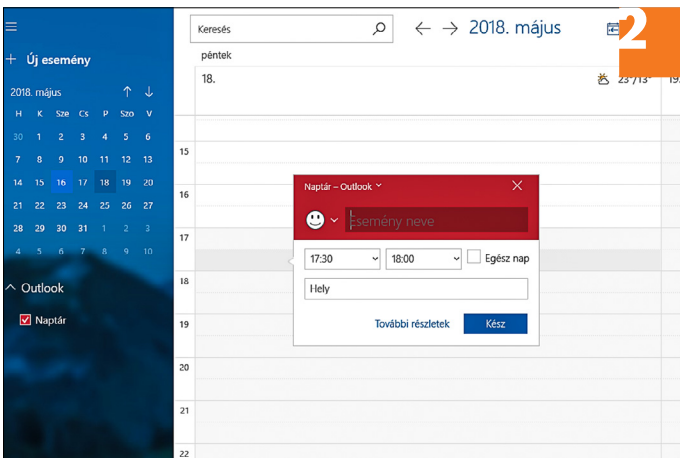 2
Keresés
2018. május
+ Új esemény
péntek
18.
23°/13°
19.
2018. május
H K Sze Cs P Szo V
30 1 2 3 4 5 6
7 8 9 10 11 12 13
14 15 16 17 18 19 20
21 22 23 24 25 26 27
28 29 30 31 1 2 3
4 5 6 7 8 9 10
Outlook
Naptár
15
16
17
18
19
20
21
22
Naptár – Outlook
Esemény neve
17:30 18:00 Egész nap
Hely
További részletek Kész